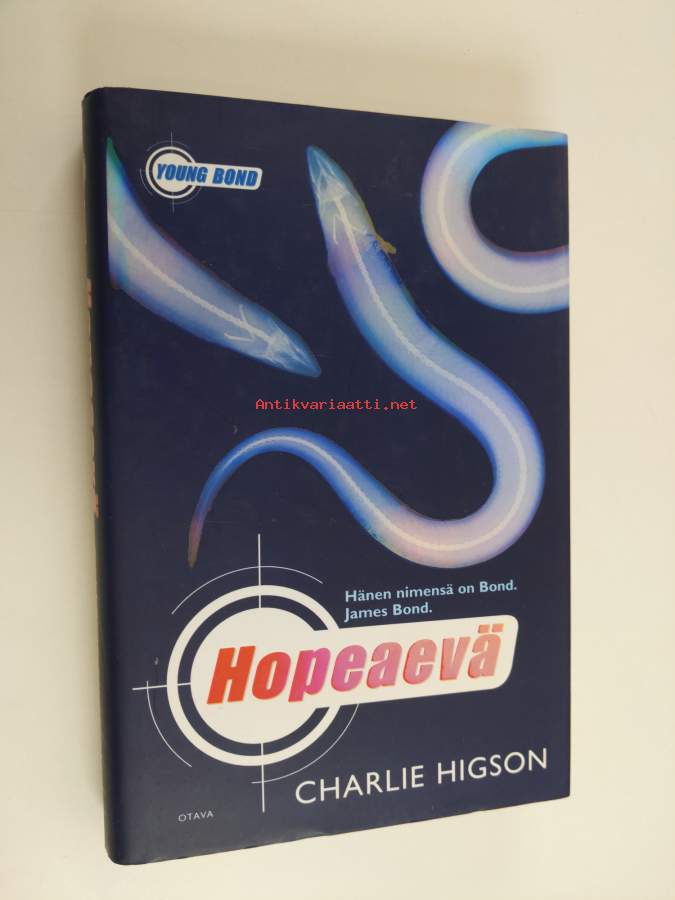 YOUNG BOND
Antikvariaatti.net
Hänen nimensä on Bond.
James Bond.
Hopeaevä
CHARLIE HIGSON
OTAVA